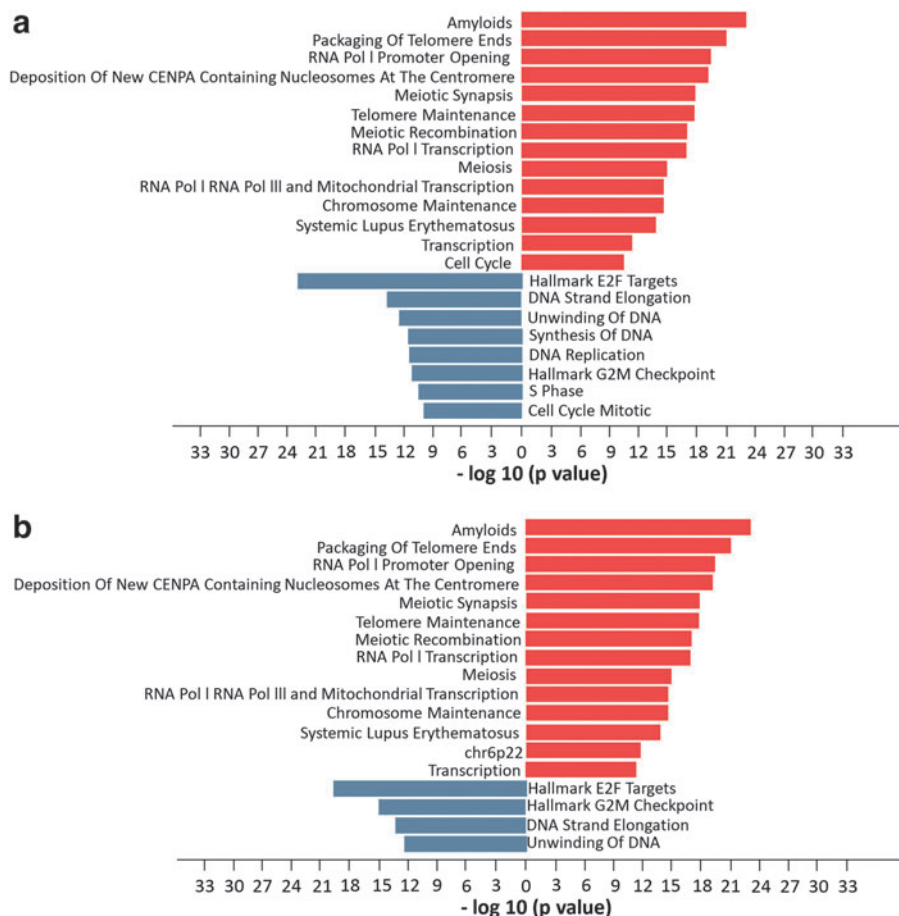 a
Amyloids
Packaging Of Telomere Ends
RNA Pol I Promoter Opening
Deposition Of New CENPA Containing Nucleosomes At The Centromere
Meiotic Synapsis
Telomere Maintenance
Meiotic Recombination
RNA Pol I Transcription
Meiosis
RNA Pol I RNA Pol III and Mitochondrial Transcription
Chromosome Maintenance
Systemic Lupus Erythematosus
Transcription
Cell Cycle
Hallmark E2F Targets
DNA Strand Elongation
Unwinding Of DNA
Synthesis Of DNA
DNA Replication
Hallmark G2M Checkpoint
S Phase
Cell Cycle Mitotic
33 30 27 24 21 18 15 12 9 6 3 0 3 6 9 12 15 18 21 24 27 30 33
- log 10 (p value)
b
Amyloids
Packaging Of Telomere Ends
RNA Pol I Promoter Opening
Deposition Of New CENPA Containing Nucleosomes At The Centromere
Meiotic Synapsis
Telomere Maintenance
Meiotic Recombination
RNA Pol I Transcription
Meiosis
RNA Pol I RNA Pol III and Mitochondrial Transcription
Chromosome Maintenance
Systemic Lupus Erythematosus
chr6p22
Transcription
Hallmark E2F Targets
Hallmark G2M Checkpoint
DNA Strand Elongation
Unwinding Of DNA
33 30 27 24 21 18 15 12 9 6 3 0 3 6 9 12 15 18 21 24 27 30 33
- log 10 (p value)